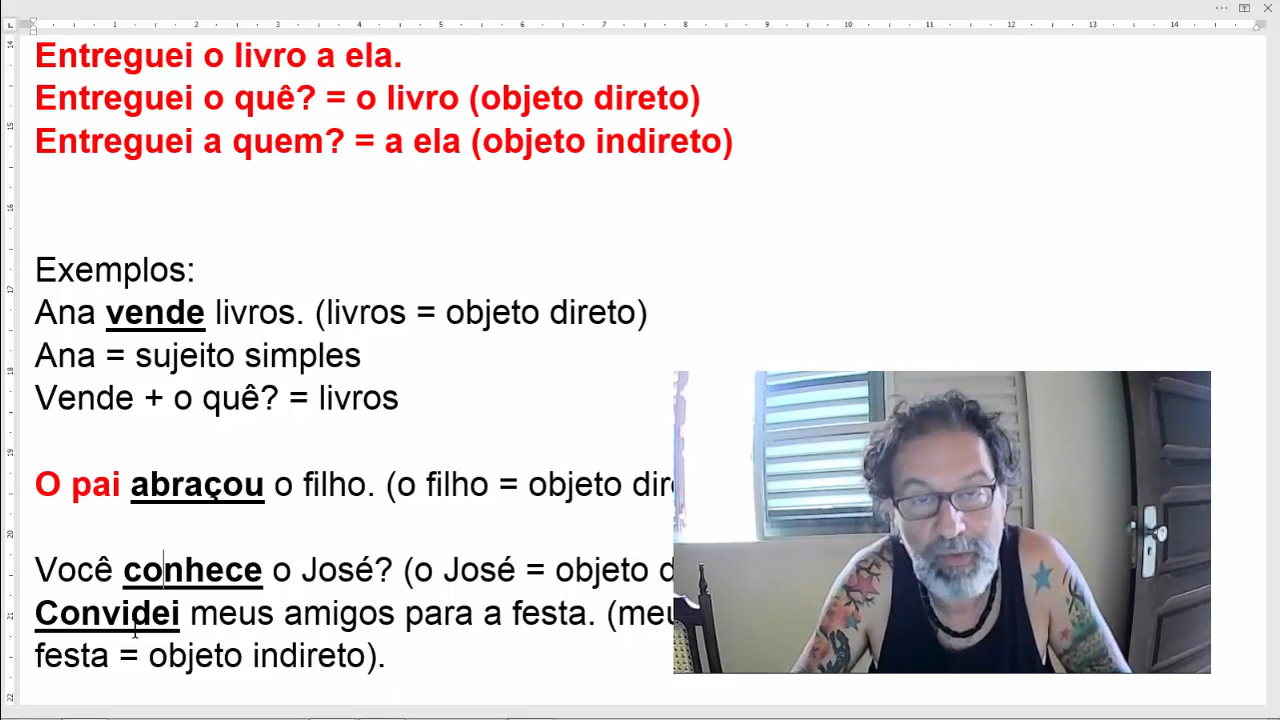 Entreguei o livro a ela.
Entreguei o quê? = o livro (objeto direto)
Entreguei a quem? = a ela (objeto indireto)
Exemplos:
Ana vende livros. (livros = objeto direto)
Ana = sujeito simples
Vende + o quê? = livros
O pai abraçou o filho. (o filho = objeto
Você conhece o José? (o José = objeto
Convidei meus amigos para a festa.
festa = objeto indireto).